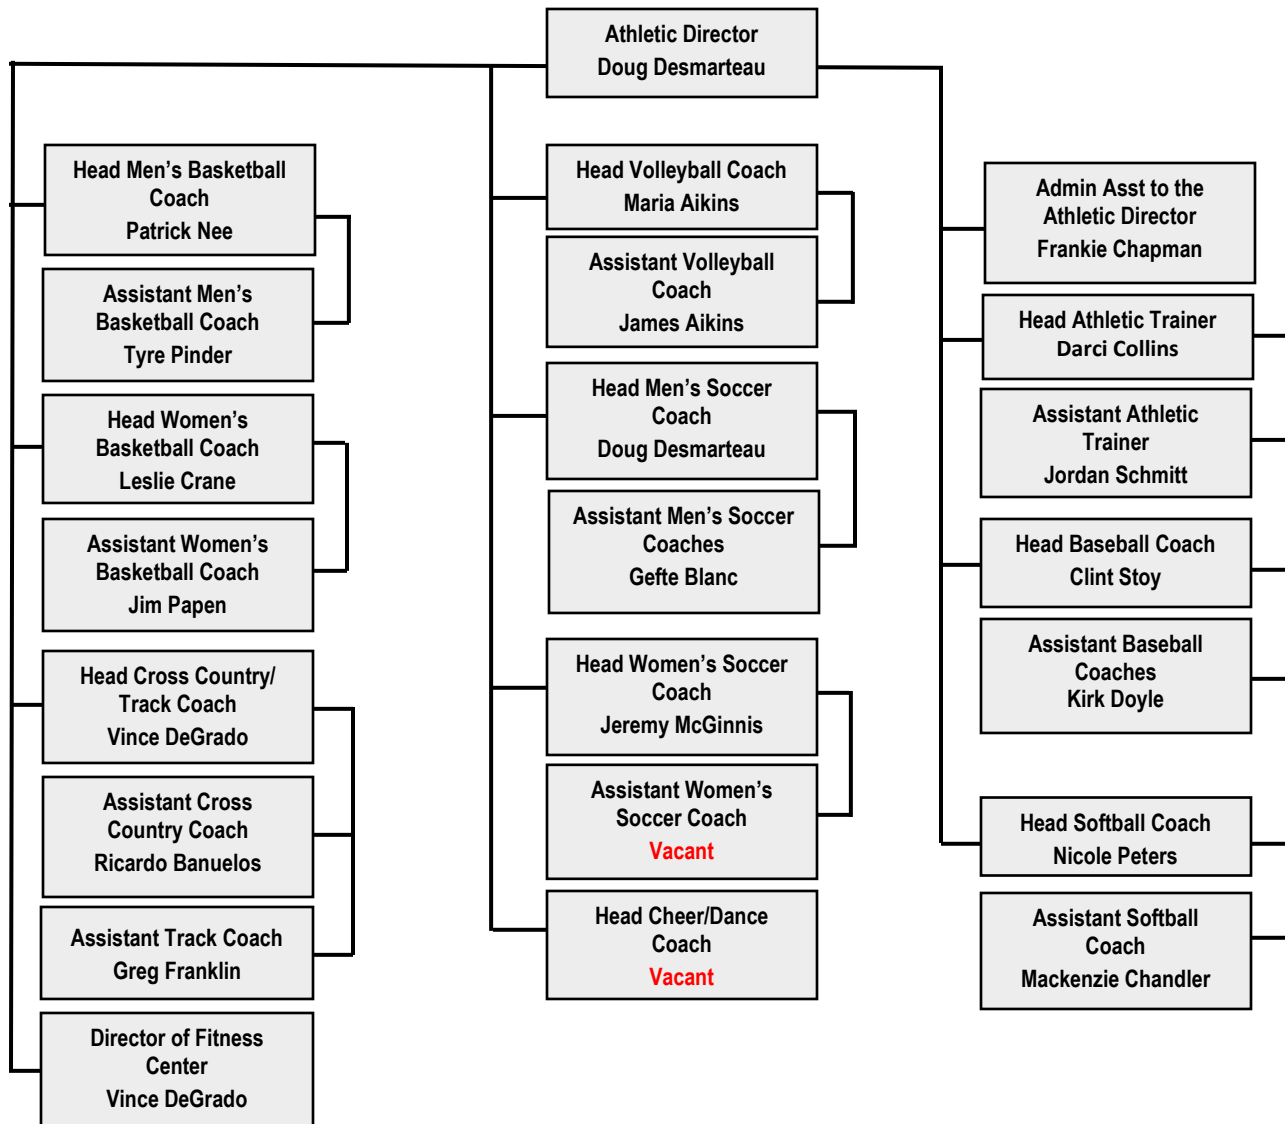 Athletic Director
Doug Desmarteau
Head Men's Basketball
Coach
Patrick Nee
Assistant Men's
Basketball Coach
Tyre Pinder
Head Women's
Basketball Coach
Leslie Crane
Assistant Women's
Basketball Coach
Jim Papen
Head Cross Country/
Track Coach
Vince DeGrado
Assistant Cross
Country Coach
Ricardo Banuelos
Assistant Track Coach
Greg Franklin
Director of Fitness
Center
Vince DeGrado
Head Volleyball Coach
Maria Aikins
Assistant Volleyball
Coach
James Aikins
Head Men's Soccer
Coach
Doug Desmarteau
Assistant Men's Soccer
Coaches
Gefte Blanc
Head Women's Soccer
Coach
Jeremy McGinnis
Assistant Women's
Soccer Coach
Vacant
Head Cheer/Dance
Coach
Vacant
Admin Asst to the
Athletic Director
Frankie Chapman
Head Athletic Trainer
Darci Collins
Assistant Athletic
Trainer
Jordan Schmitt
Head Baseball Coach
Clint Stoy
Assistant Baseball
Coaches
Kirk Doyle
Head Softball Coach
Nicole Peters
Assistant Softball
Coach
Mackenzie Chandler